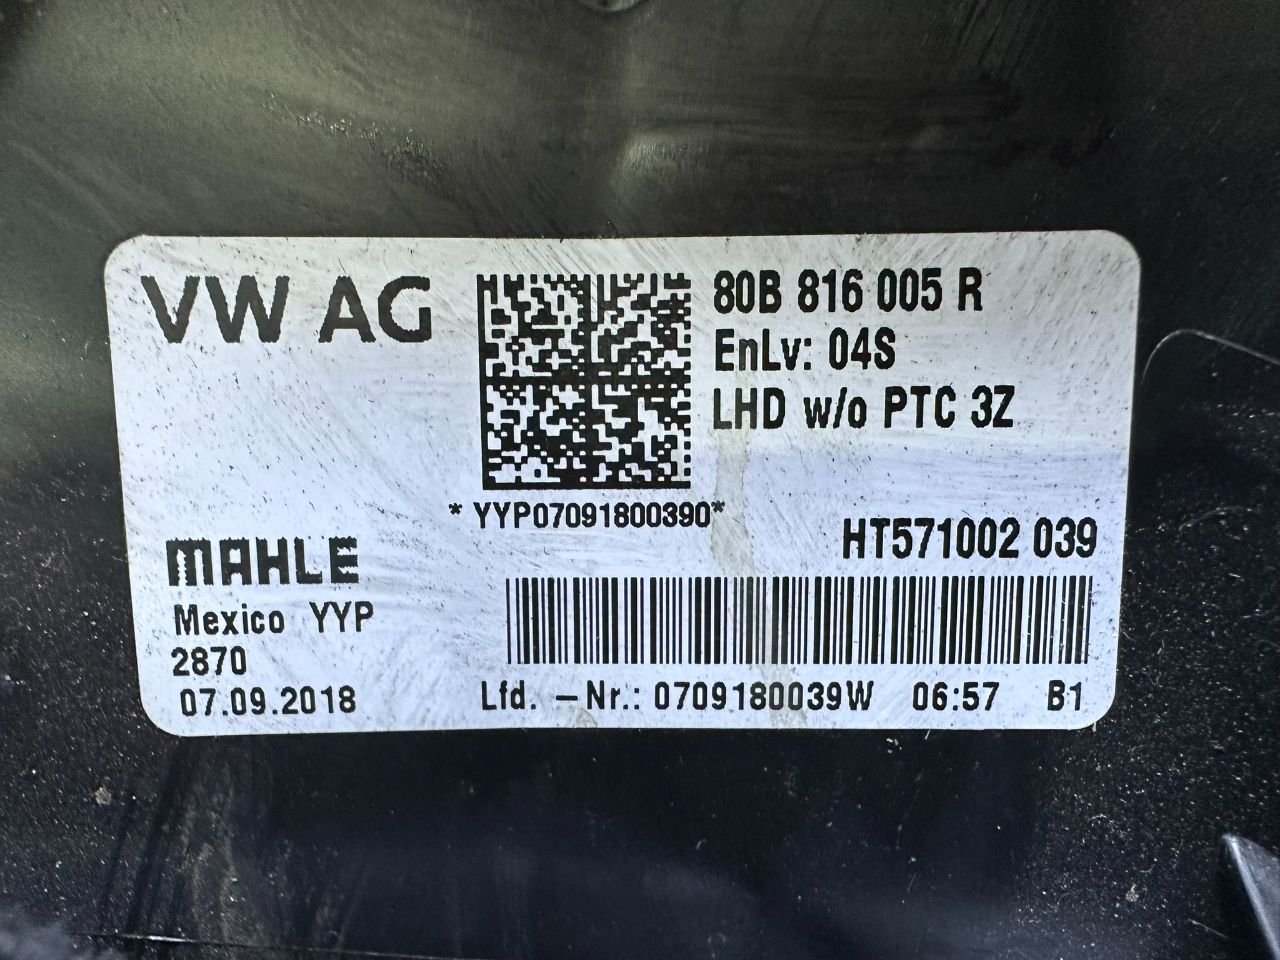 VW AG
80B 816 005 R
EnLv: 04S
LHD w/o PTC 3Z
* YYP07091800390*
HT571002 039
MAHLE
Mexico YYP
2870
07.09.2018
Lfd. -Nr.: 0709180039W 06:57 B1